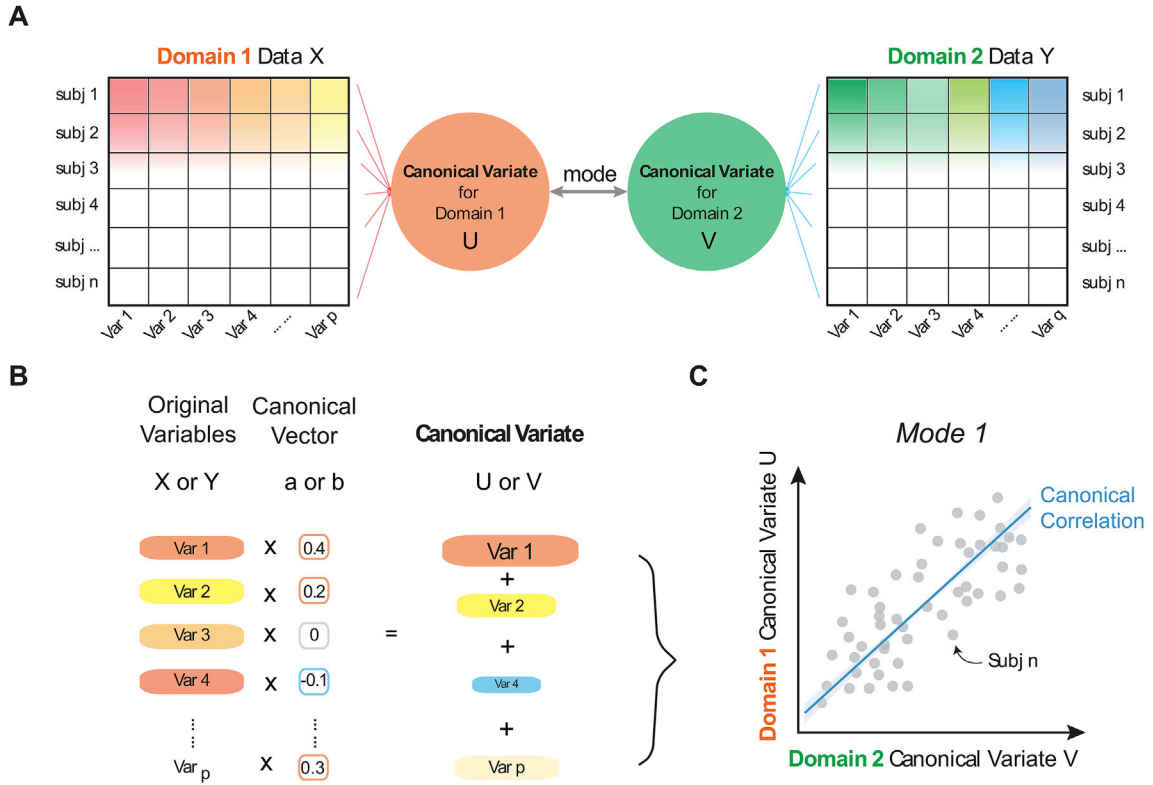 A
Domain 1 Data X
subj 1
subj 2
subj 3
subj 4
subj ...
subj n
Var 1
Var 2
Var 3
Var 4
... ...
Var p
Canonical Variate
for
Domain 1
U
mode
Canonical Variate
for
Domain 2
V
Domain 2 Data Y
subj 1
subj 2
subj 3
subj 4
subj ...
subj n
Var 1
Var 2
Var 3
Var 4
... ...
Var q
B
Original
Variables
X or Y
Canonical
Vector
a or b
Canonical Variate
U or V
Var 1 x 0.4
Var 2 x 0.2
Var 3 x 0
Var 4 x -0.1
Var p x 0.3
=
Var 1
+
Var 2
+
Var 4
+
Var p
C
Mode 1
Domain 1 Canonical Variate U
Canonical
Correlation
Subj n
Domain 2 Canonical Variate V